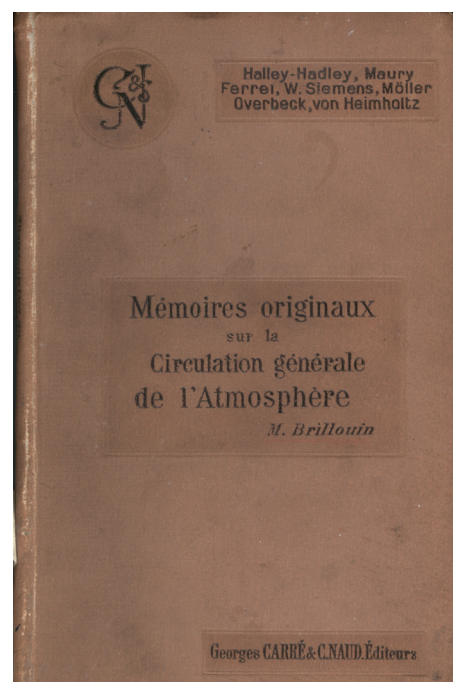 C&N
Halley-Hadley, Maury
Ferrel, W. Siemens, Möller
Overbeck, von Helmholtz
Mémoires originaux
sur la
Circulation générale
de l'Atmosphère
M. Brillouin
Georges CARRÉ & C. NAUD. Éditeurs